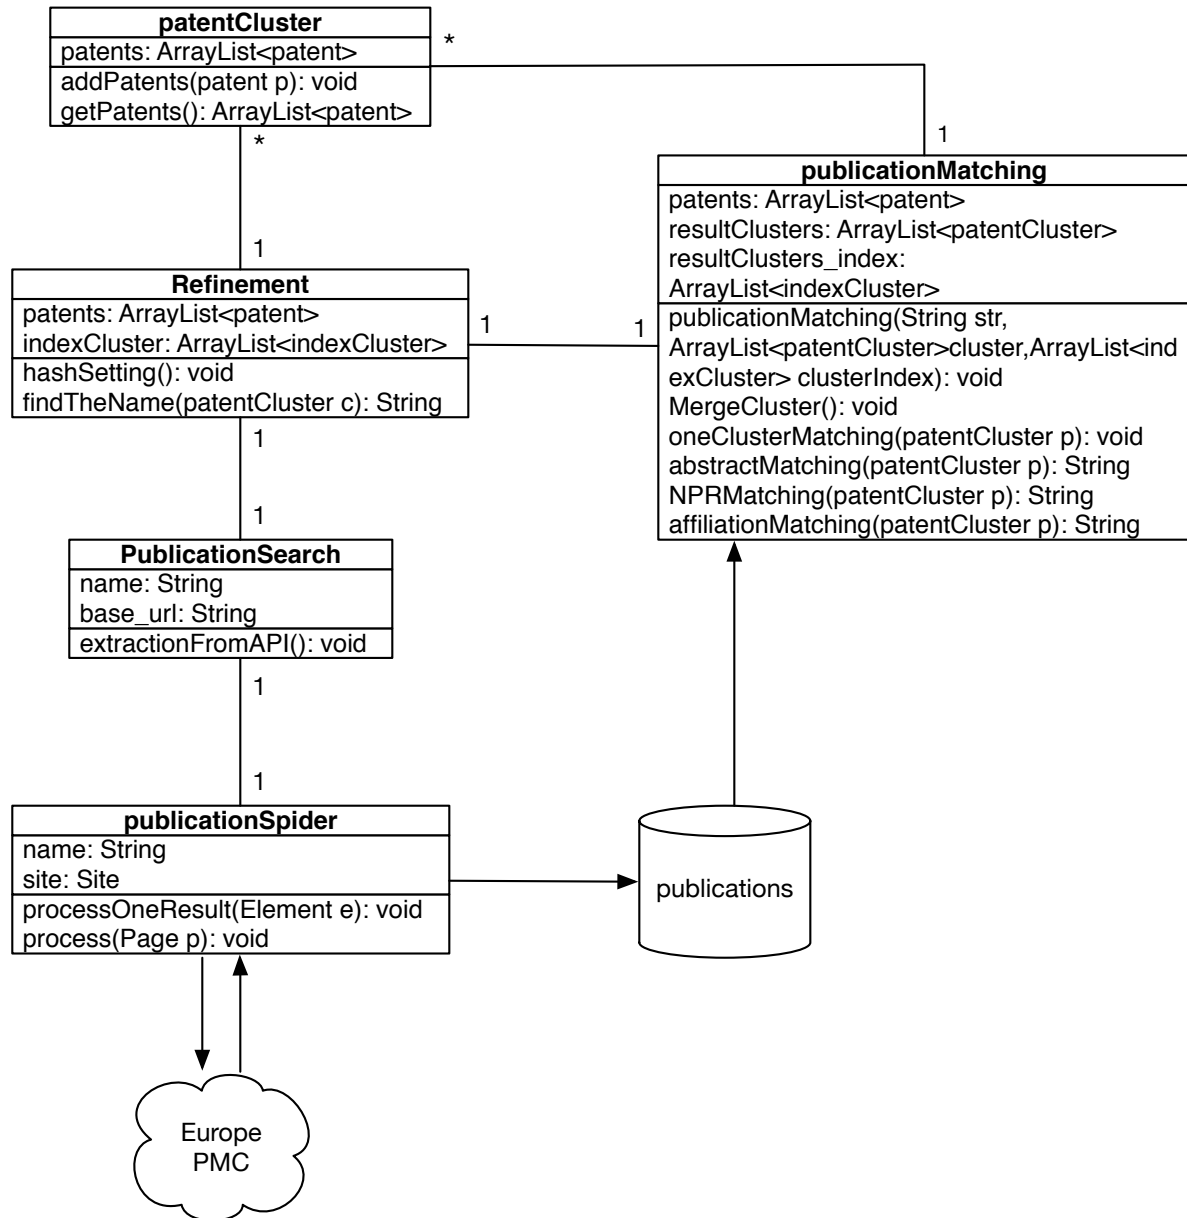 patentCluster
patents: ArrayList<patent>
addPatents(patent p): void
getPatents(): ArrayList<patent>
*
1
*
1
publicationMatching
patents: ArrayList<patent>
resultClusters: ArrayList<patentCluster>
resultClusters_index:
ArrayList<indexCluster>
publicationMatching(String str,
ArrayList<patentCluster>cluster,ArrayList<ind
exCluster> clusterIndex): void
MergeCluster(): void
oneClusterMatching(patentCluster p): void
abstractMatching(patentCluster p): String
NPRMatching(patentCluster p): String
affiliationMatching(patentCluster p): String
Refinement
patents: ArrayList<patent>
indexCluster: ArrayList<indexCluster>
hashSetting(): void
findTheName(patentCluster c): String
1
1
1
1
PublicationSearch
name: String
base_url: String
extractionFromAPI(): void
1
1
publicationSpider
name: String
site: Site
processOneResult(Element e): void
process(Page p): void
publications
Europe
PMC